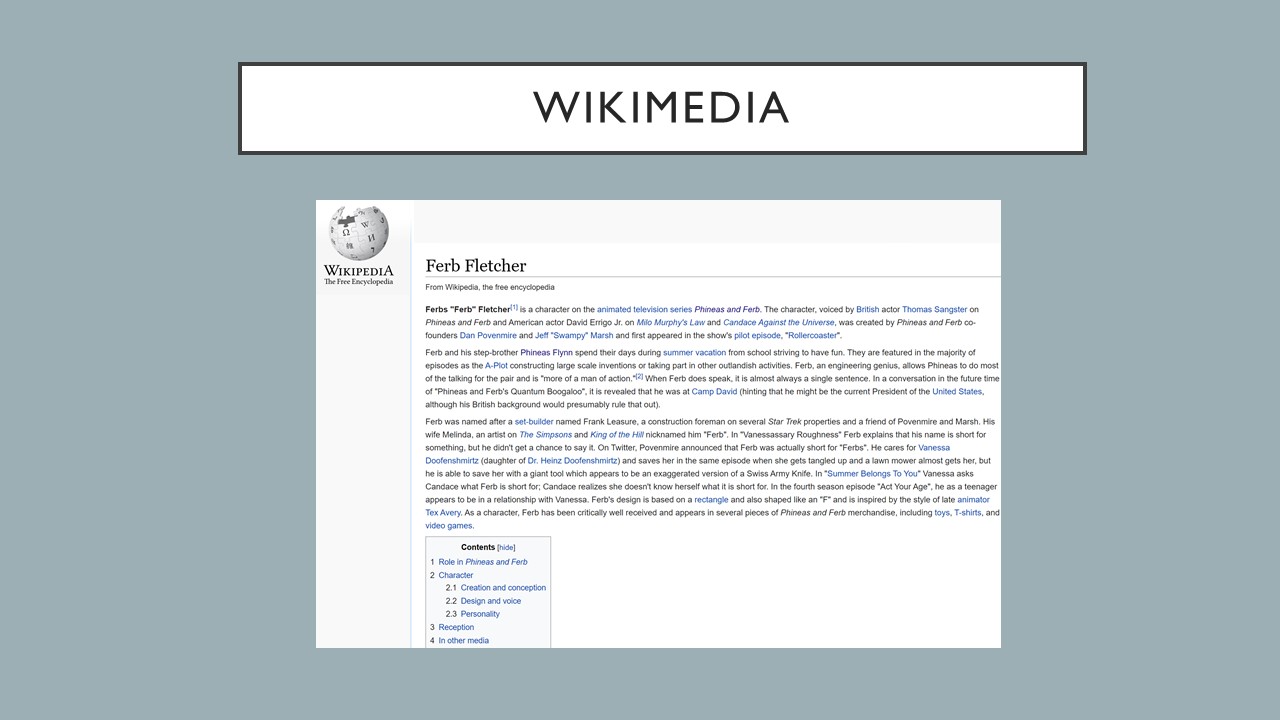 WIKIMEDIA
WIKIPEDIA
The Free Encyclopedia
Ferb Fletcher
From Wikipedia, the free encyclopedia
Ferbs "Ferb" Fletcher[1] is a character on the animated television series Phineas and Ferb. The character, voiced by British actor Thomas Sangster on
Phineas and Ferb and American actor David Errigo Jr. on Milo Murphy's Law and Candace Against the Universe, was created by Phineas and Ferb co-
founders Dan Povenmire and Jeff "Swampy" Marsh and first appeared in the show's pilot episode, "Rollercoaster".
Ferb and his step-brother Phineas Flynn spend their days during summer vacation from school striving to have fun. They are featured in the majority of
episodes as the A-Plot constructing large scale inventions or taking part in other outlandish activities. Ferb, an engineering genius, allows Phineas to do most
of the talking for the pair and is "more of a man of action."[2] When Ferb does speak, it is almost always a single sentence. In a conversation in the future time
of "Phineas and Ferb's Quantum Boogaloo", it is revealed that he was at Camp David (hinting that he might be the current President of the United States,
although his British background would presumably rule that out).
Ferb was named after a set-builder named Frank Leasure, a construction foreman on several Star Trek properties and a friend of Povenmire and Marsh. His
wife Melinda, an artist on The Simpsons and King of the Hill nicknamed him "Ferb". In "Vanessassary Roughness" Ferb explains that his name is short for
something, but he didn't get a chance to say it. On Twitter, Povenmire announced that Ferb was actually short for "Ferbs". He cares for Vanessa
Doofenshmirtz (daughter of Dr. Heinz Doofenshmirtz) and saves her in the same episode when she gets tangled up and a lawn mower almost gets her, but
he is able to save her with a giant tool which appears to be an exaggerated version of a Swiss Army Knife. In "Summer Belongs To You" Vanessa asks
Candace what Ferb is short for; Candace realizes she doesn't know herself what it is short for. In the fourth season episode "Act Your Age", he as a teenager
appears to be in a relationship with Vanessa. Ferb's design is based on a rectangle and also shaped like an "F" and is inspired by the style of late animator
Tex Avery. As a character, Ferb has been critically well received and appears in several pieces of Phineas and Ferb merchandise, including toys, T-shirts, and
video games.
Contents [hide]
1 Role in Phineas and Ferb
2 Character
2.1 Creation and conception
2.2 Design and voice
2.3 Personality
3 Reception
4 In other media